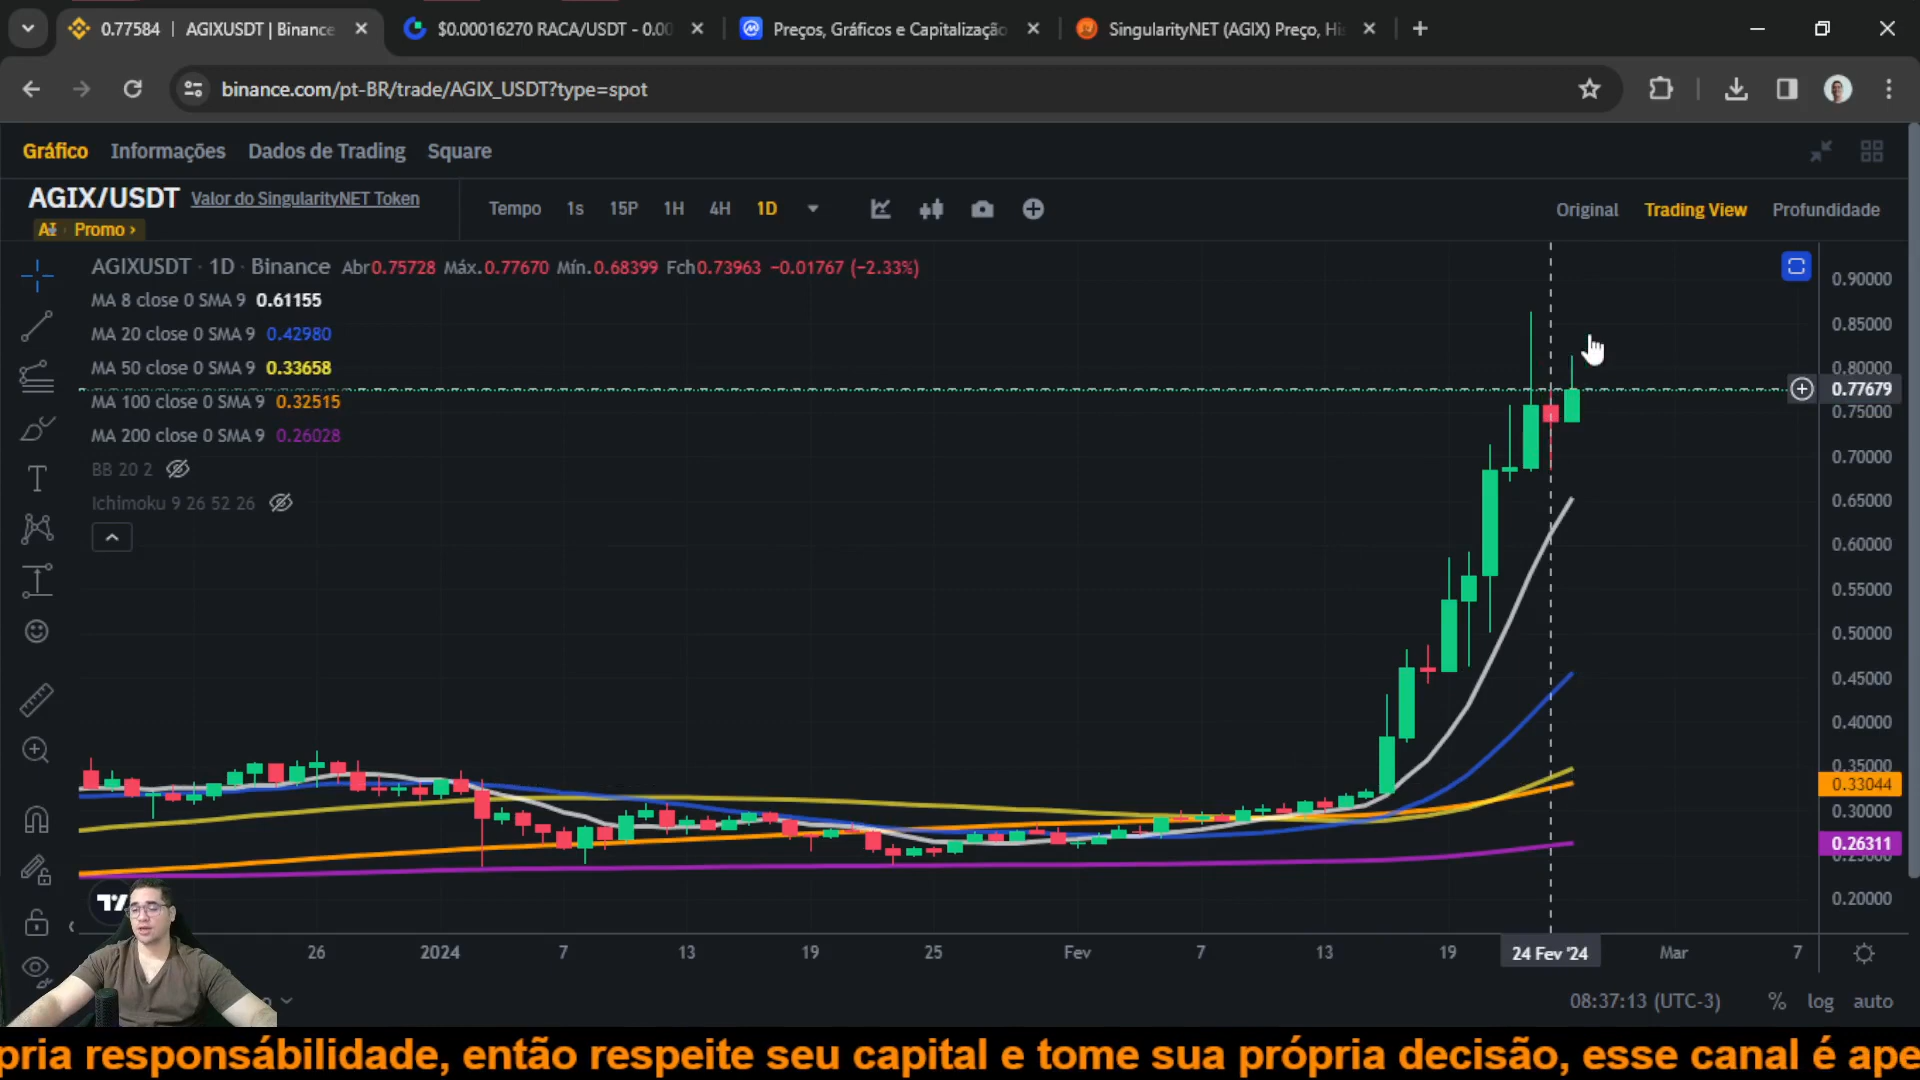 0.77584 | AGIXUSDT | Binance
$0.00016270 RACA/USDT - 0.00
Preços, Gráficos e Capitalização
SingularityNET (AGIX) Preço, His
binance.com/pt-BR/trade/AGIX_USDT?type=spot
Gráfico Informações Dados de Trading Square
AGIX/USDT Valor do SingularityNET Token
AI Promo ›
Tempo 1s 15P 1H 4H 1D
Original Trading View Profundidade
AGIXUSDT · 1D · Binance Abr0.75728 Máx.0.77670 Mín.0.68399 Fch0.73963 −0.01767 (−2.33%)
MA 8 close 0 SMA 9 0.61155
MA 20 close 0 SMA 9 0.42980
MA 50 close 0 SMA 9 0.33658
MA 100 close 0 SMA 9 0.32515
MA 200 close 0 SMA 9 0.26028
BB 20 2
Ichimoku 9 26 52 26
0.90000
0.85000
0.80000
0.77679
0.75000
0.70000
0.65000
0.60000
0.55000
0.50000
0.45000
0.40000
0.35000
0.33044
0.30000
0.26311
0.25000
0.20000
26 2024 7 13 19 25 Fev 7 13 19 24 Fev '24 Mar 7
08:37:13 (UTC-3) % log auto
pria responsábilidade, então respeite seu capital e tome sua própria decisão, esse canal é ape